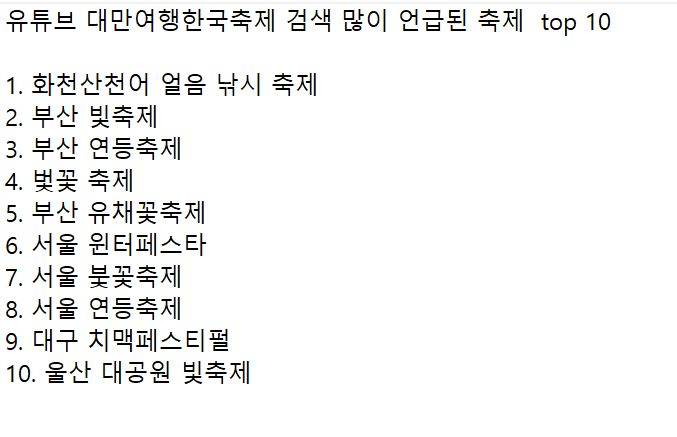 유튜브 대만여행한국축제 검색 많이 언급된 축제  top 10
1. 화천산천어 얼음 낚시 축제
2. 부산 빛축제
3. 부산 연등축제
4. 벚꽃 축제
5. 부산 유채꽃축제
6. 서울 윈터페스타
7. 서울 붗꽃축제
8. 서울 연등축제
9. 대구 치맥페스티펄
10. 울산 대공원 빛축제